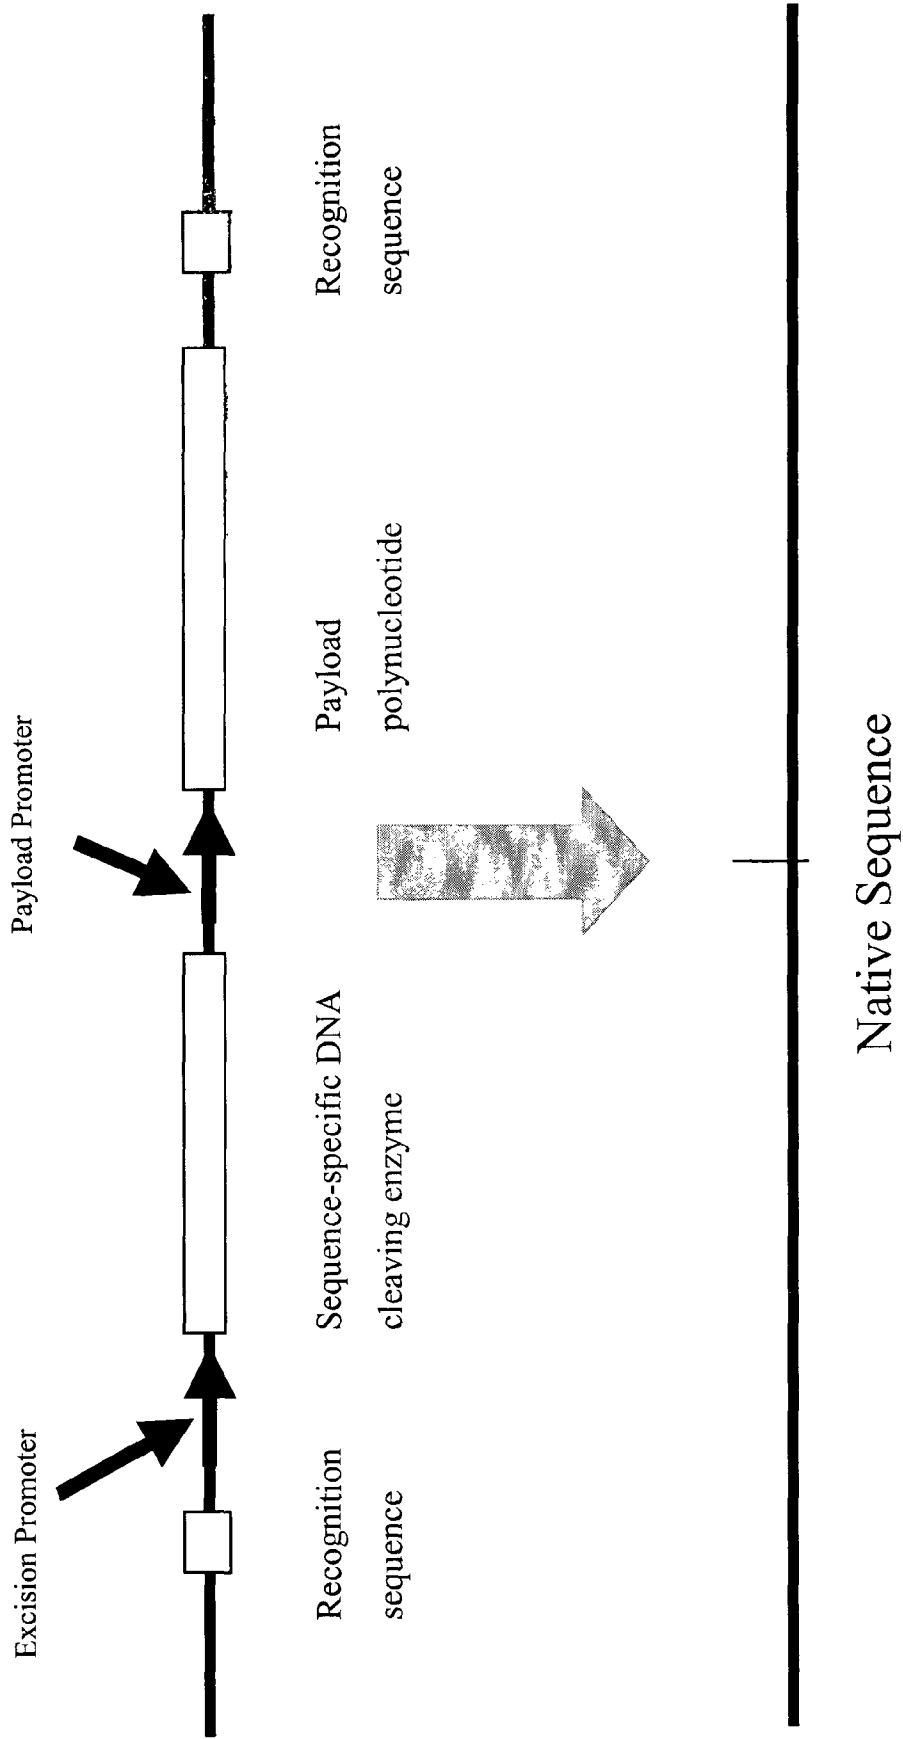 Excision Promoter
Payload Promoter
Recognition
sequence
Sequence-specific DNA
cleaving enzyme
Payload
polynucleotide
Recognition
sequence
Native Sequence